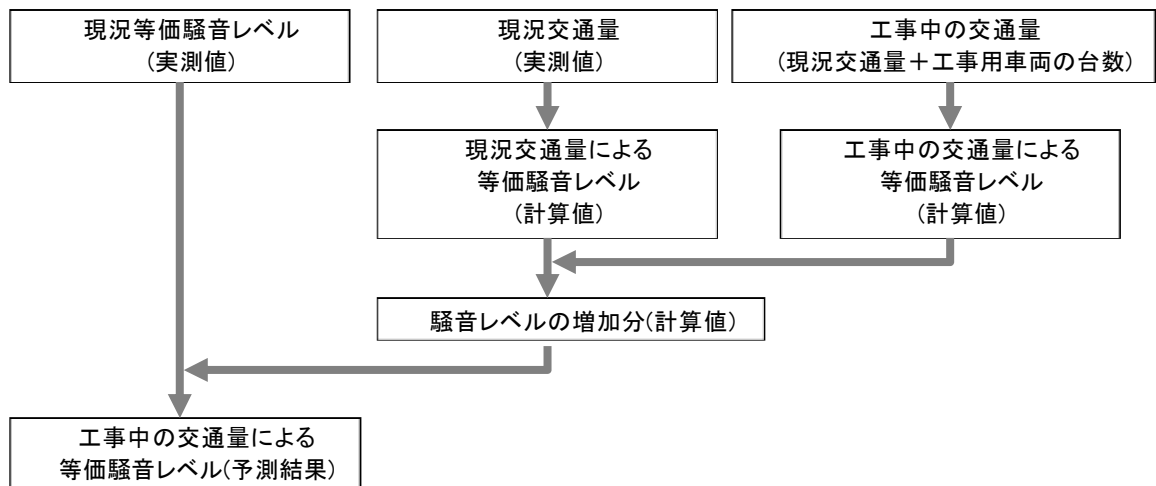 現況等価騒音レベル
(実測値)
現況交通量
(実測値)
工事中の交通量
(現況交通量＋工事用車両の台数)
現況交通量による
等価騒音レベル
(計算値)
工事中の交通量による
等価騒音レベル
(計算値)
騒音レベルの増加分(計算値)
工事中の交通量による
等価騒音レベル(予測結果)